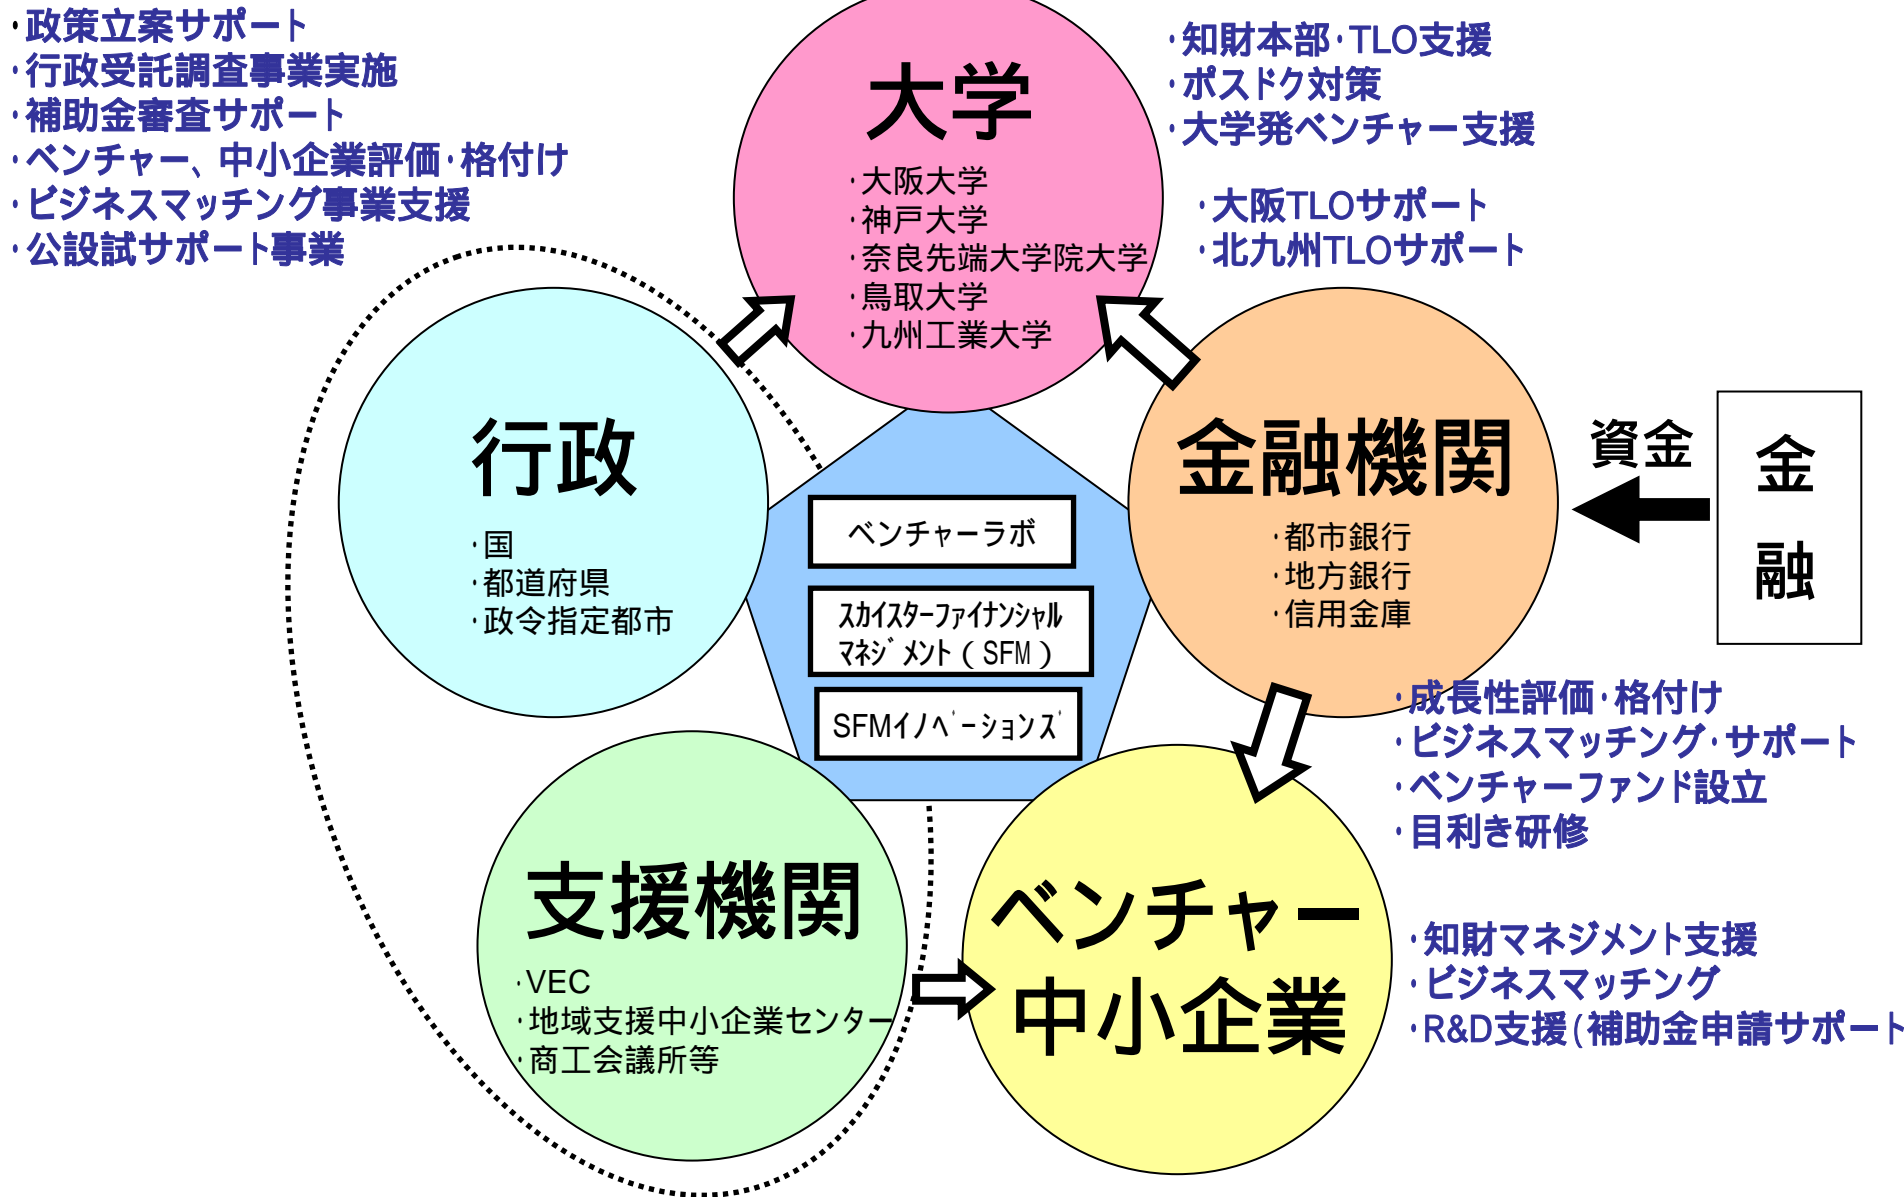 ・政策立案サポート
・行政受託調査事業実施
・補助金審査サポート
・ベンチャー、中小企業評価・格付け
・ビジネスマッチング事業支援
・公設試サポート事業
大学
・大阪大学
・神戸大学
・奈良先端大学院大学
・鳥取大学
・九州工業大学
・知財本部・TLO支援
・ポスドク対策
・大学発ベンチャー支援
・大阪TLOサポート
・北九州TLOサポート
行政
・国
・都道府県
・政令指定都市
ベンチャーラボ
ｽｶｲｽﾀｰﾌｧｲﾅﾝｼｬﾙ
ﾏﾈｼﾞﾒﾝﾄ（SFM）
SFMｲﾉﾍﾞｰｼｮﾝｽﾞ
金融機関
・都市銀行
・地方銀行
・信用金庫
資金
金
融
・成長性評価・格付け
・ビジネスマッチング・サポート
・ベンチャーファンド設立
・目利き研修
支援機関
・VEC
・地域支援中小企業センター
・商工会議所等
ベンチャー
中小企業
・知財マネジメント支援
・ビジネスマッチング
・R&D支援(補助金申請サポート